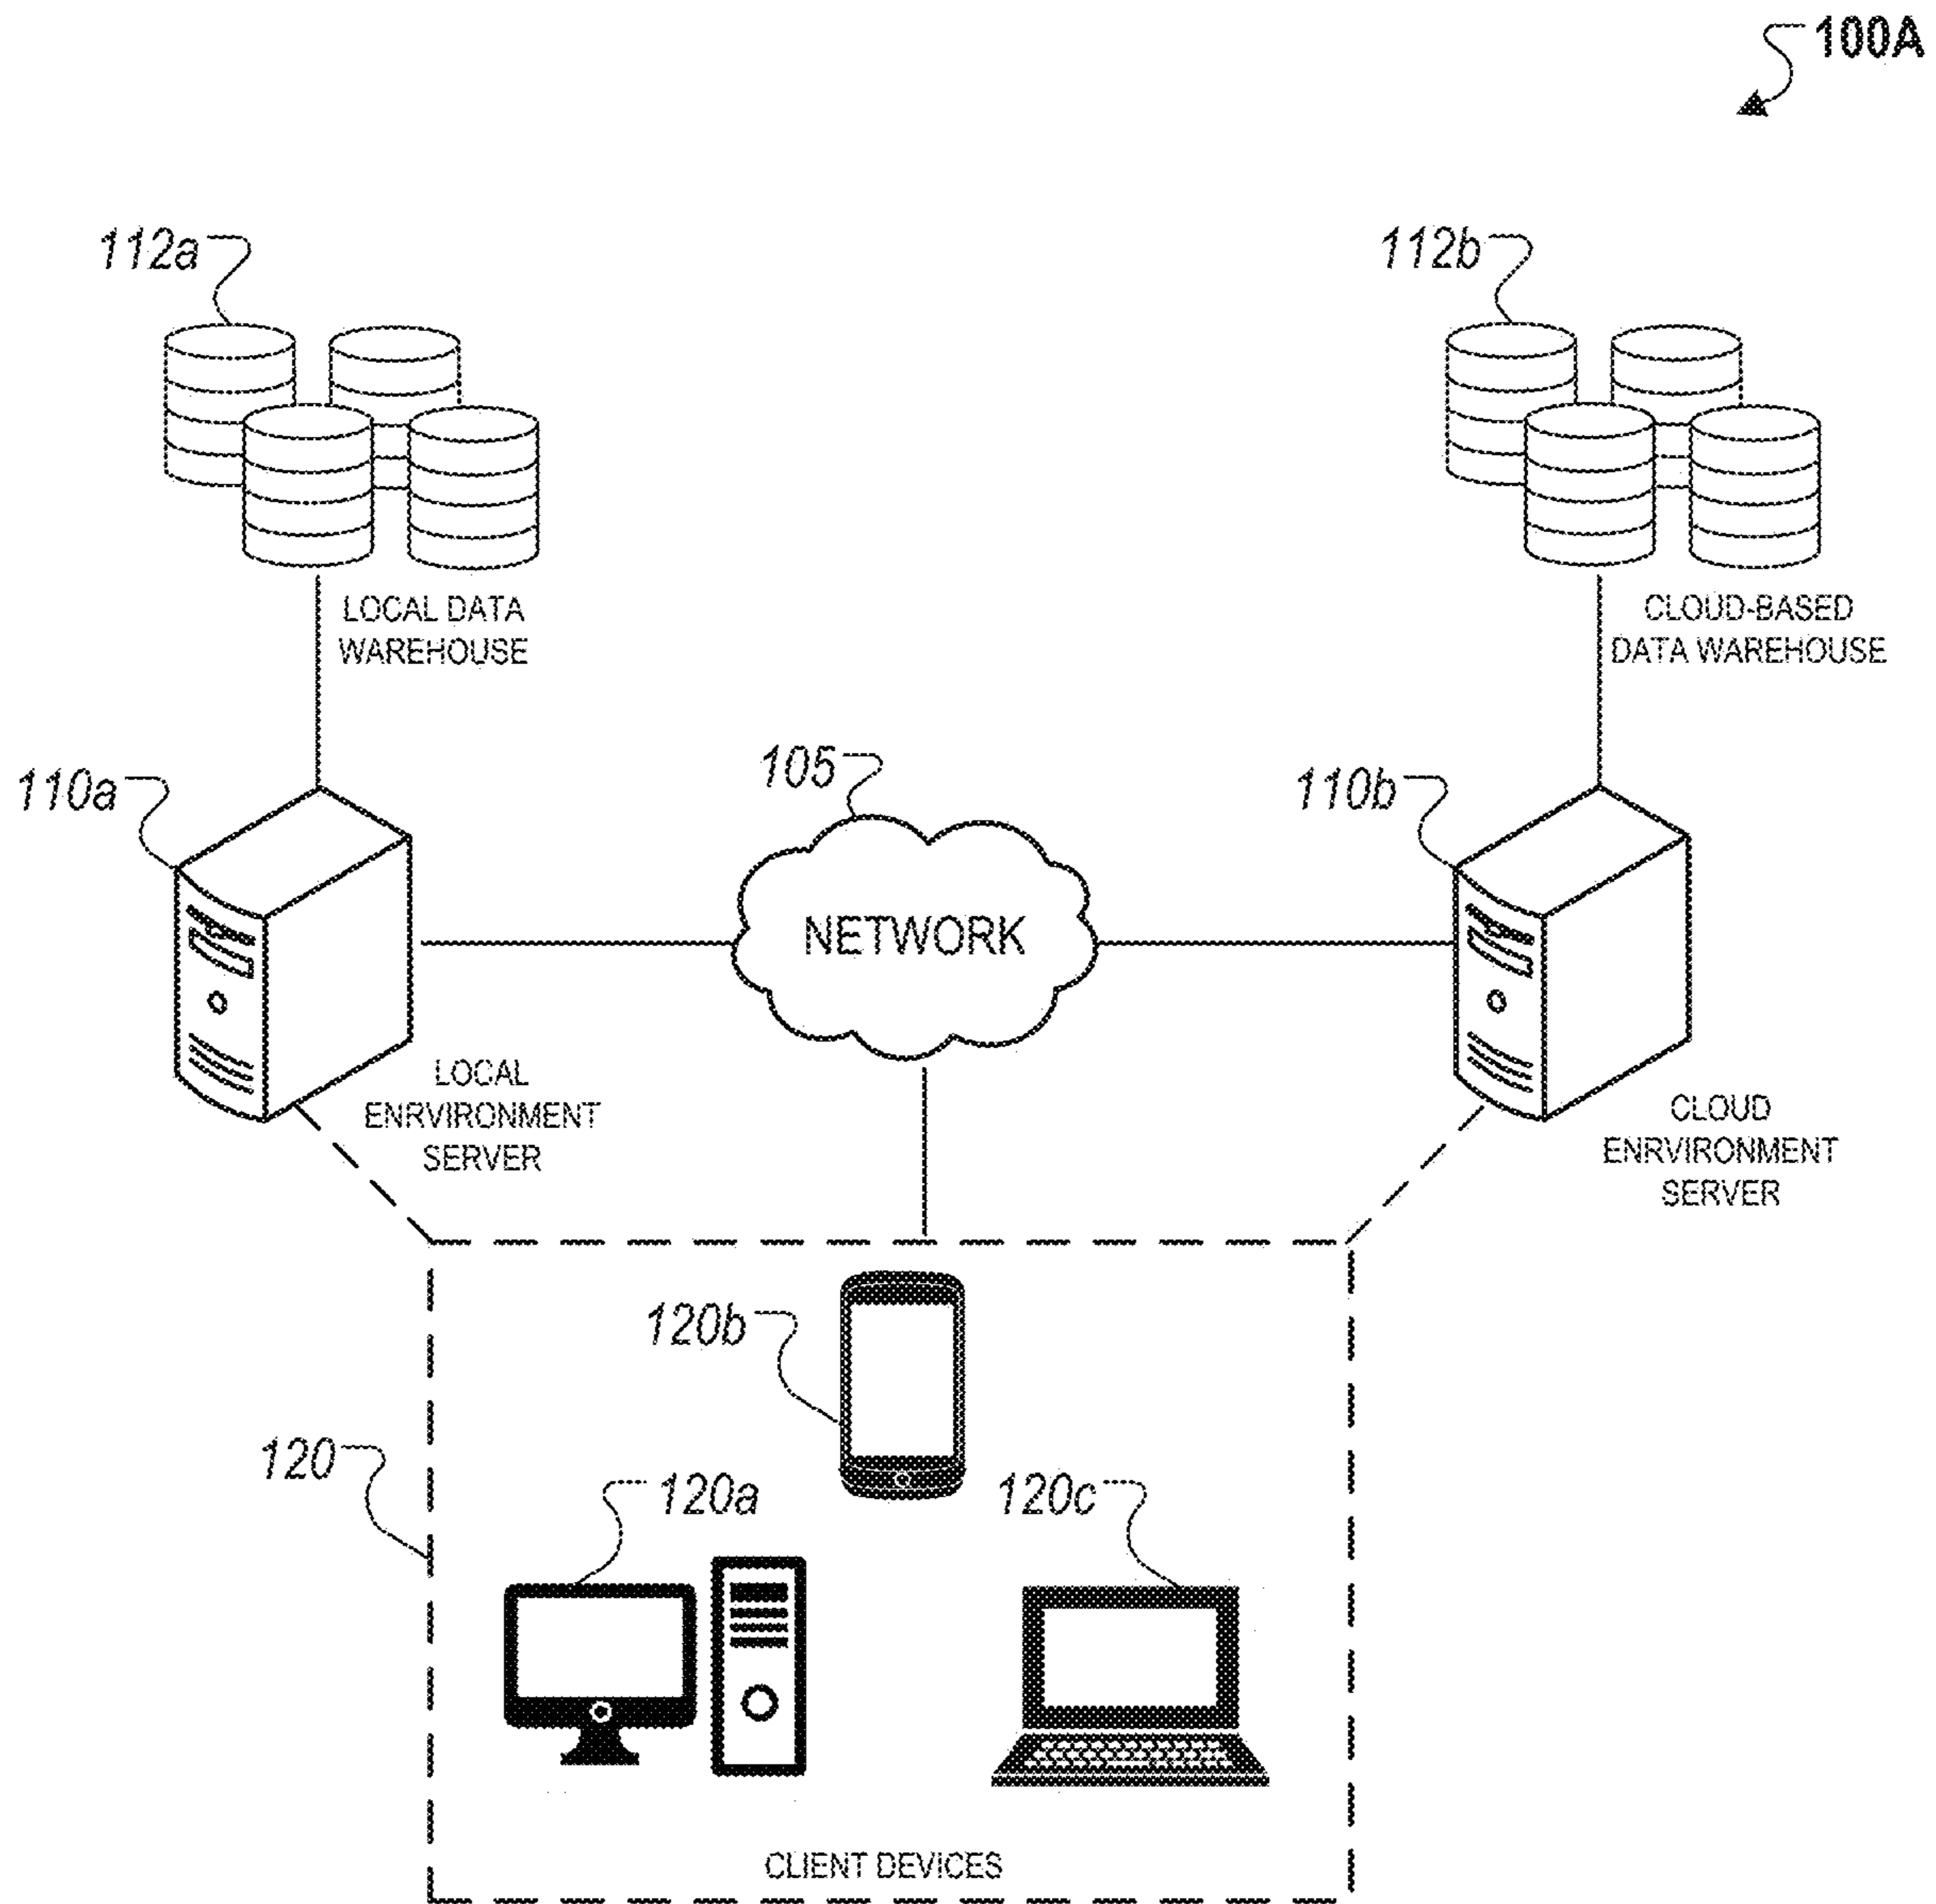 100A
112a
112b
LOCAL DATA
WAREHOUSE
CLOUD-BASED
DATA WAREHOUSE
105
110a
110b
NETWORK
LOCAL
ENRVIRONMENT
SERVER
CLOUD
ENRVIRONMENT
SERVER
120b
120
120a
120c
CLIENT DEVICES